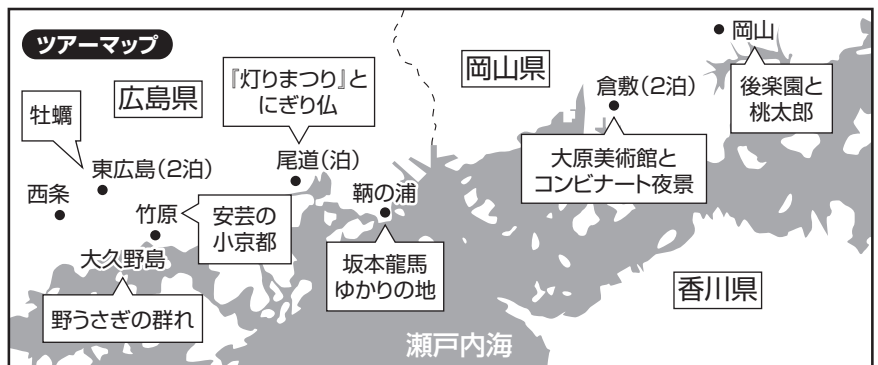 ツアーマップ
広島県
『灯りまつり』と
にぎり仏
岡山県
岡山
後楽園と
桃太郎
倉敷(2泊)
大原美術館と
コンビナート夜景
牡蠣
東広島(2泊)
西条
竹原
安芸の
小京都
尾道(泊)
鞆の浦
坂本龍馬
ゆかりの地
大久野島
野うさぎの群れ
香川県
瀬戸内海